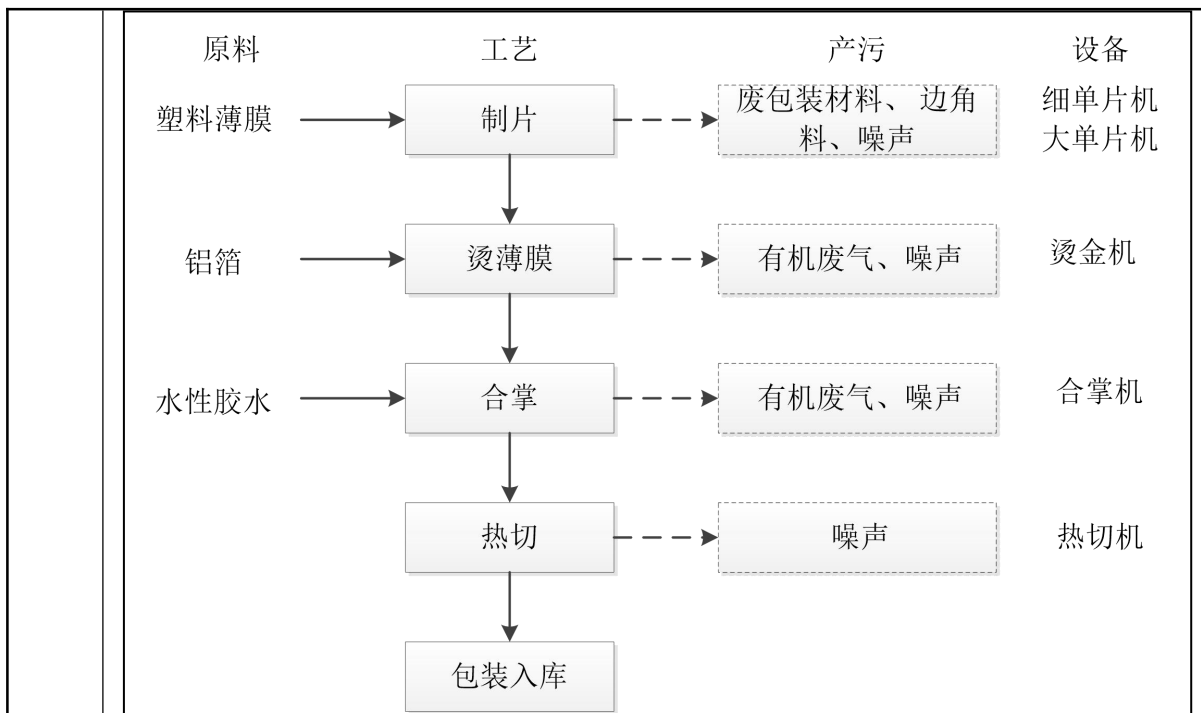 原料 工艺 产污 设备
塑料薄膜 制片 废包装材料、边角 细单片机
料、噪声 大单片机
铝箔 烫薄膜 有机废气、噪声 烫金机
水性胶水 合掌 有机废气、噪声 合掌机
热切 噪声 热切机
包装入库